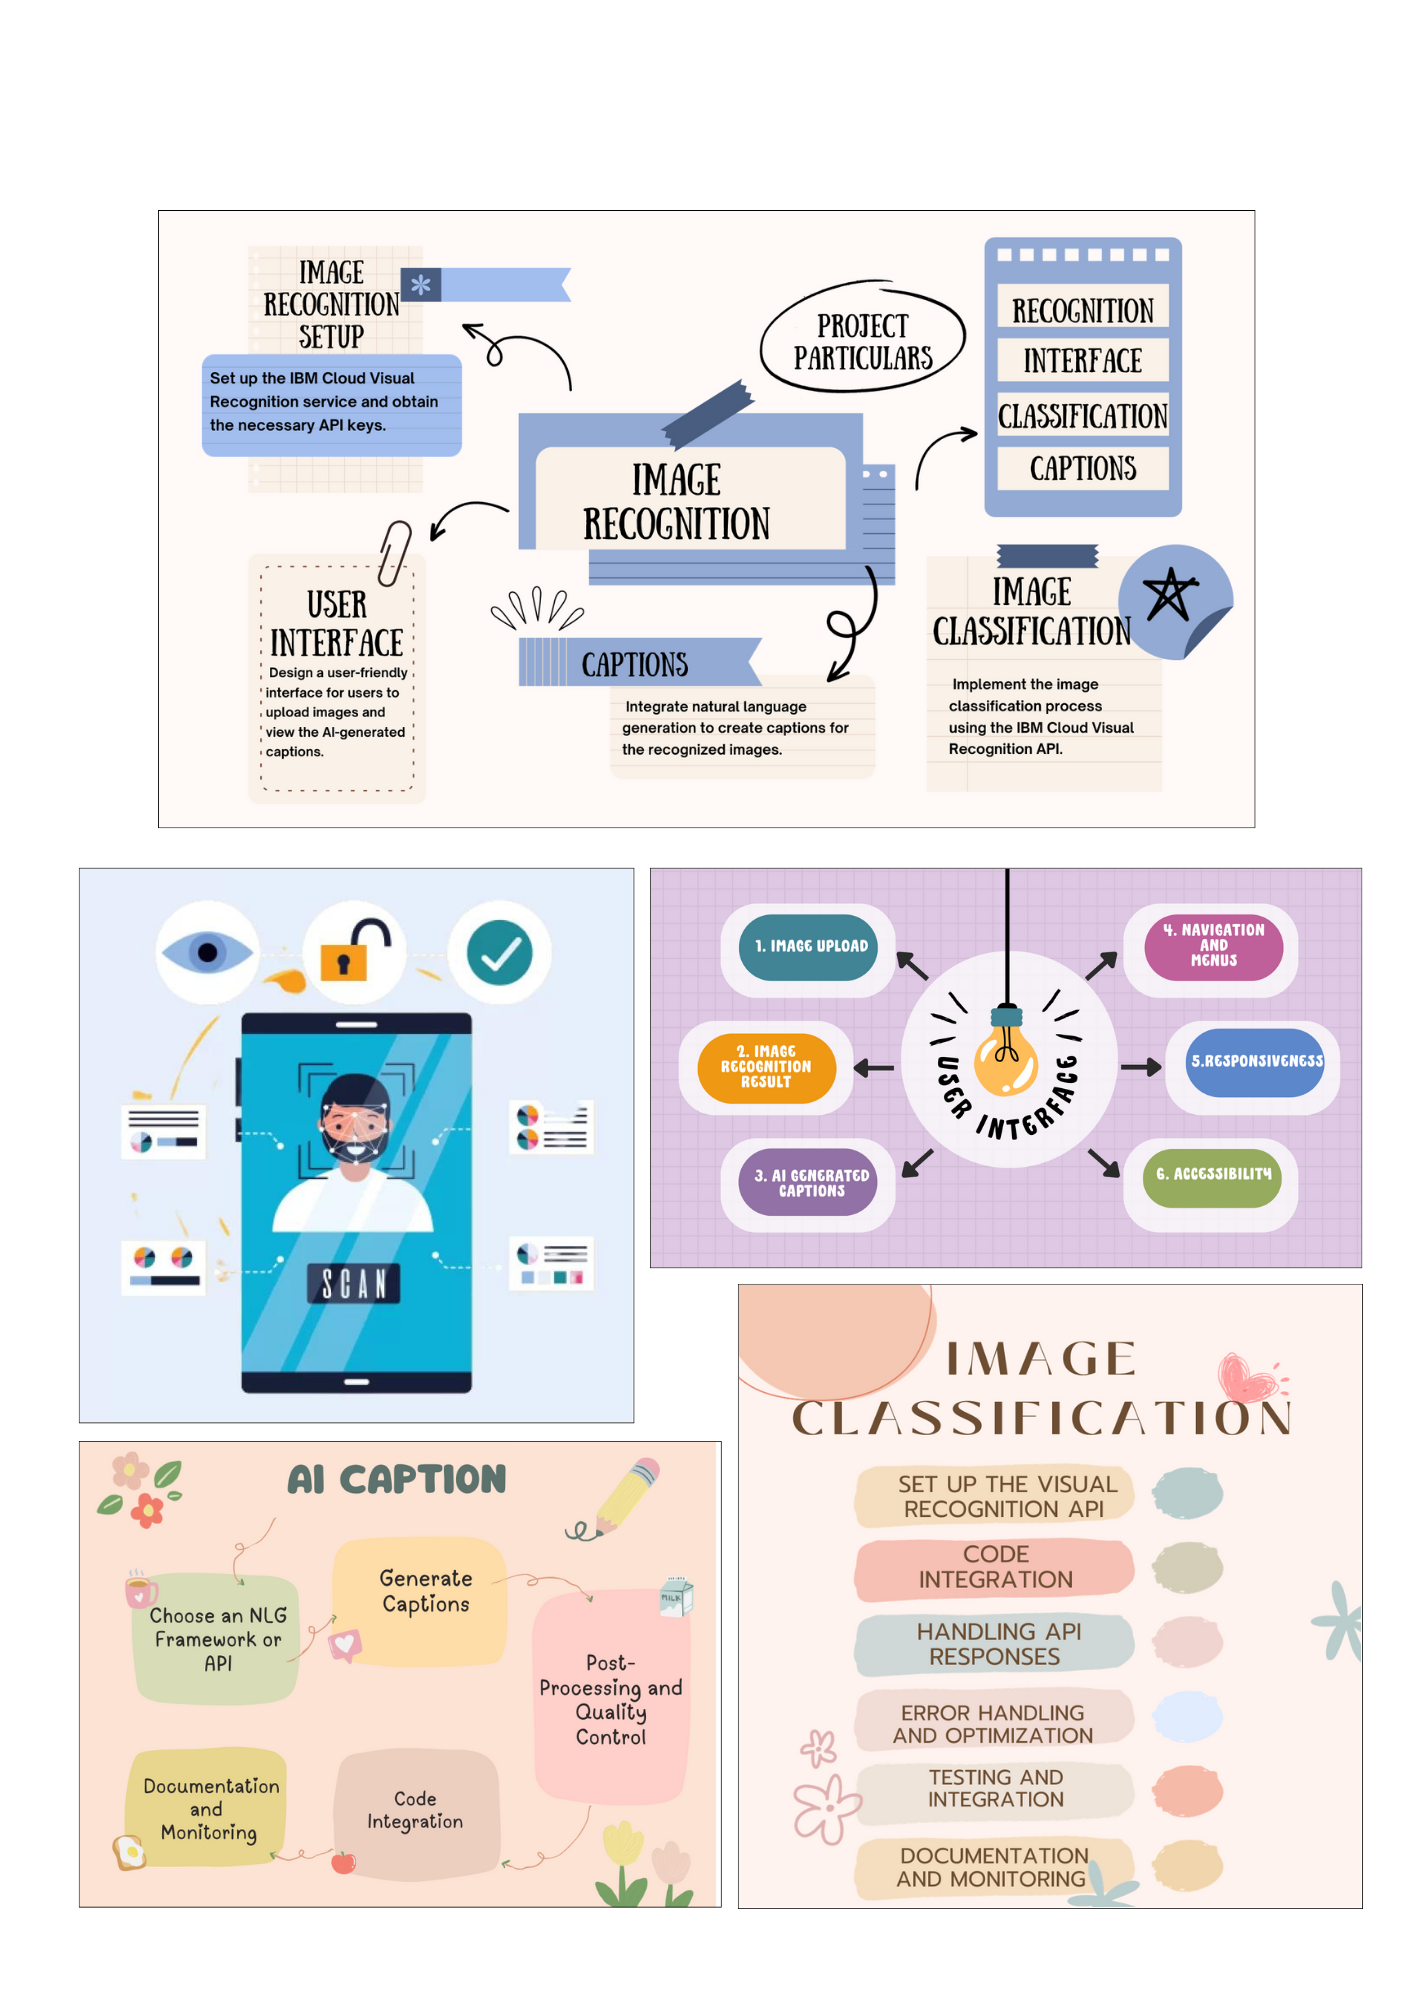 IMAGE
RECOGNITION
SETUP
Set up the IBM Cloud Visual
Recognition service and obtain
the necessary API keys.
PROJECT
PARTICULARS
RECOGNITION
INTERFACE
CLASSIFICATION
CAPTIONS
IMAGE
RECOGNITION
USER
INTERFACE
Design a user-friendly
interface for users to
upload images and
view the AI-generated
captions.
CAPTIONS
Integrate natural language
generation to create captions for
the recognized images.
IMAGE
CLASSIFICATION
Implement the image
classification process
using the IBM Cloud Visual
Recognition API.
SCAN
1. IMAGE UPLOAD
2. IMAGE
RECOGNITION
RESULT
3. AI GENERATED
CAPTIONS
USER INTERFACE
4. NAVIGATION
AND
MENUS
5.RESPONSIVENESS
6. ACCESSIBILITY
AI CAPTION
Choose an NLG
Framework or
API
Generate
Captions
MILK
Post-
Processing and
Quality
Control
Code
Integration
Documentation
and
Monitoring
IMAGE
CLASSIFICATION
SET UP THE VISUAL
RECOGNITION API
CODE
INTEGRATION
HANDLING API
RESPONSES
ERROR HANDLING
AND OPTIMIZATION
TESTING AND
INTEGRATION
DOCUMENTATION
AND MONITORING